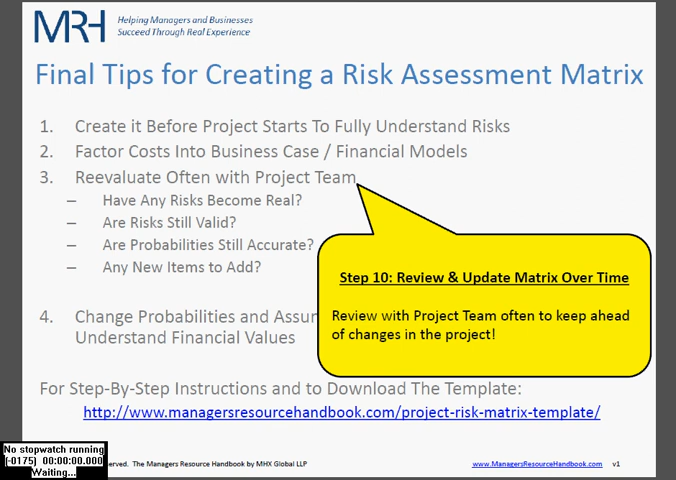 MRH
Helping Managers and Businesses
Succeed Through Real Experience
Final Tips for Creating a Risk Assessment Matrix
1. Create it Before Project Starts To Fully Understand Risks
2. Factor Costs Into Business Case / Financial Models
3. Reevaluate Often with Project Team
– Have Any Risks Become Real?
– Are Risks Still Valid?
– Are Probabilities Still Accurate?
– Any New Items to Add?
Step 10: Review & Update Matrix Over Time
Review with Project Team often to keep ahead
of changes in the project!
4. Change Probabilities and Assu
Understand Financial Values
For Step-By-Step Instructions and to Download The Template:
http://www.managersresourcehandbook.com/project-risk-matrix-template/
No stopwatch running
(-0175) 00:00:00.000
Waiting...
erved. The Managers Resource Handbook by MHX Global LLP
www.ManagersResourceHandbook.com v1